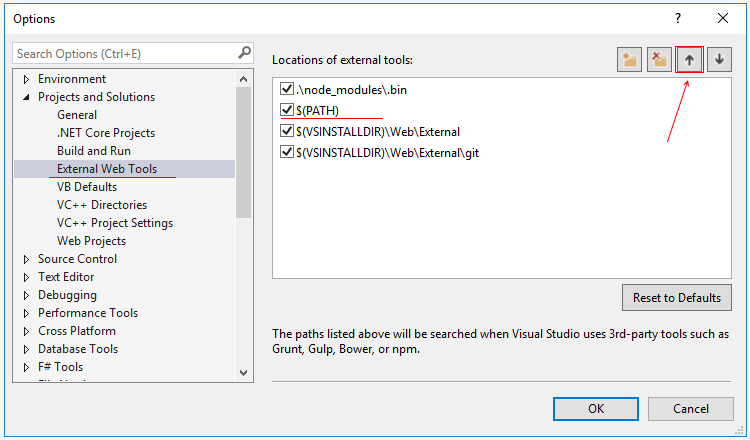 Options
?
Search Options (Ctrl+E)
Environment
Projects and Solutions
General
.NET Core Projects
Build and Run
External Web Tools
VB Defaults
VC++ Directories
VC++ Project Settings
Web Projects
Source Control
Text Editor
Debugging
Performance Tools
Cross Platform
Database Tools
F# Tools
Locations of external tools:
.\node_modules\.bin
$(PATH)
$(VSINSTALLDIR)\Web\External
$(VSINSTALLDIR)\Web\External\git
Reset to Defaults
The paths listed above will be searched when Visual Studio uses 3rd-party tools such as
Grunt, Gulp, Bower, or npm.
OK
Cancel